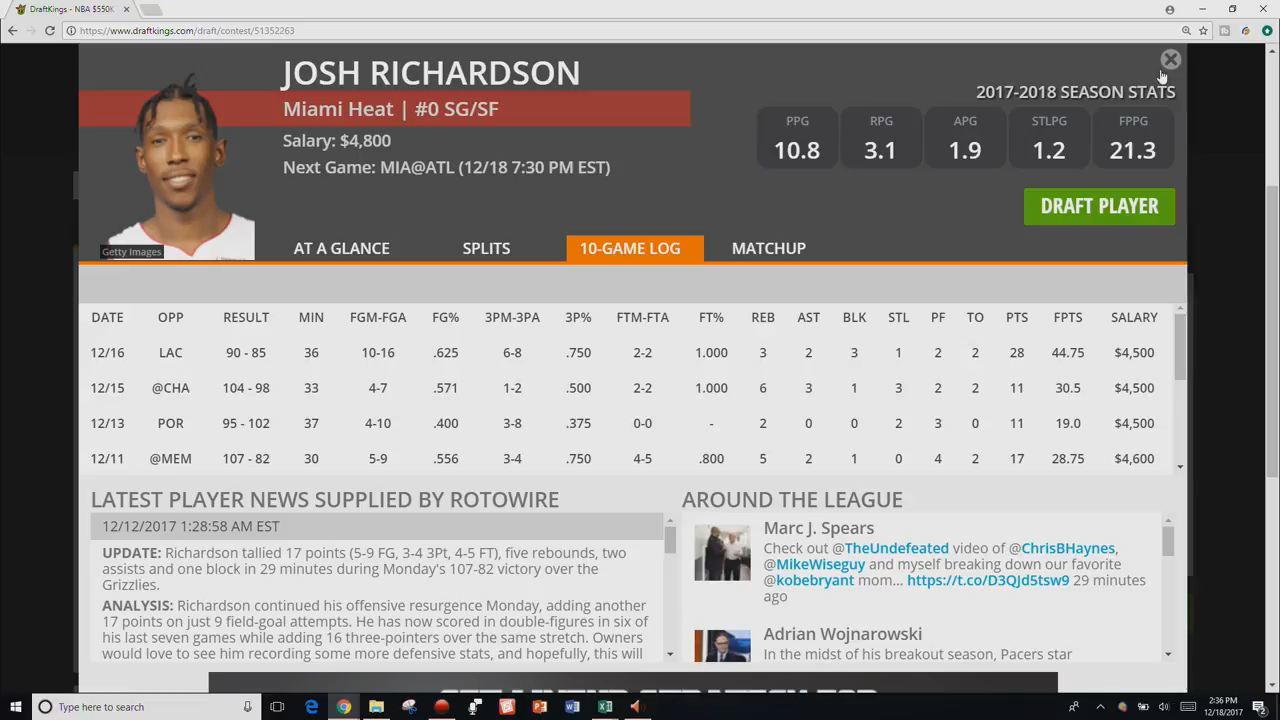 DraftKings - NBA $550K
https://www.draftkings.com/draft/contest/51352263
JOSH RICHARDSON
Miami Heat | #0 SG/SF
Salary: $4,800
Next Game: MIA@ATL (12/18 7:30 PM EST)
2017-2018 SEASON STATS
PPG RPG APG STLPG FPPG
10.8 3.1 1.9 1.2 21.3
DRAFT PLAYER
Getty Images
AT A GLANCE SPLITS 10-GAME LOG MATCHUP
DATE OPP RESULT MIN FGM-FGA FG% 3PM-3PA 3P% FTM-FTA FT% REB AST BLK STL PF TO PTS FPTS SALARY
12/16 LAC 90 - 85 36 10-16 .625 6-8 .750 2-2 1.000 3 2 3 1 2 2 28 44.75 $4,500
12/15 @CHA 104 - 98 33 4-7 .571 1-2 .500 2-2 1.000 6 3 1 3 2 2 11 30.5 $4,500
12/13 POR 95 - 102 37 4-10 .400 3-8 .375 0-0 - 2 0 0 2 3 0 11 19.0 $4,500
12/11 @MEM 107 - 82 30 5-9 .556 3-4 .750 4-5 .800 5 2 1 0 4 2 17 28.75 $4,600
LATEST PLAYER NEWS SUPPLIED BY ROTOWIRE
12/12/2017 1:28:58 AM EST
UPDATE: Richardson tallied 17 points (5-9 FG, 3-4 3Pt, 4-5 FT), five rebounds, two
assists and one block in 29 minutes during Monday's 107-82 victory over the
Grizzlies.
ANALYSIS: Richardson continued his offensive resurgence Monday, adding another
17 points on just 9 field-goal attempts. He has now scored in double-figures in six of
his last seven games while adding 16 three-pointers over the same stretch. Owners
would love to see him recording some more defensive stats, and hopefully, this will
AROUND THE LEAGUE
Marc J. Spears
Check out @TheUndefeated video of @ChrisBHaynes,
@MikeWiseguy and myself breaking down our favorite
@kobebryant mom... https://t.co/D3QJd5tsw9 29 minutes
ago
Adrian Wojnarowski
In the midst of his breakout season, Pacers star
Type here to search
2:36 PM
12/18/2017